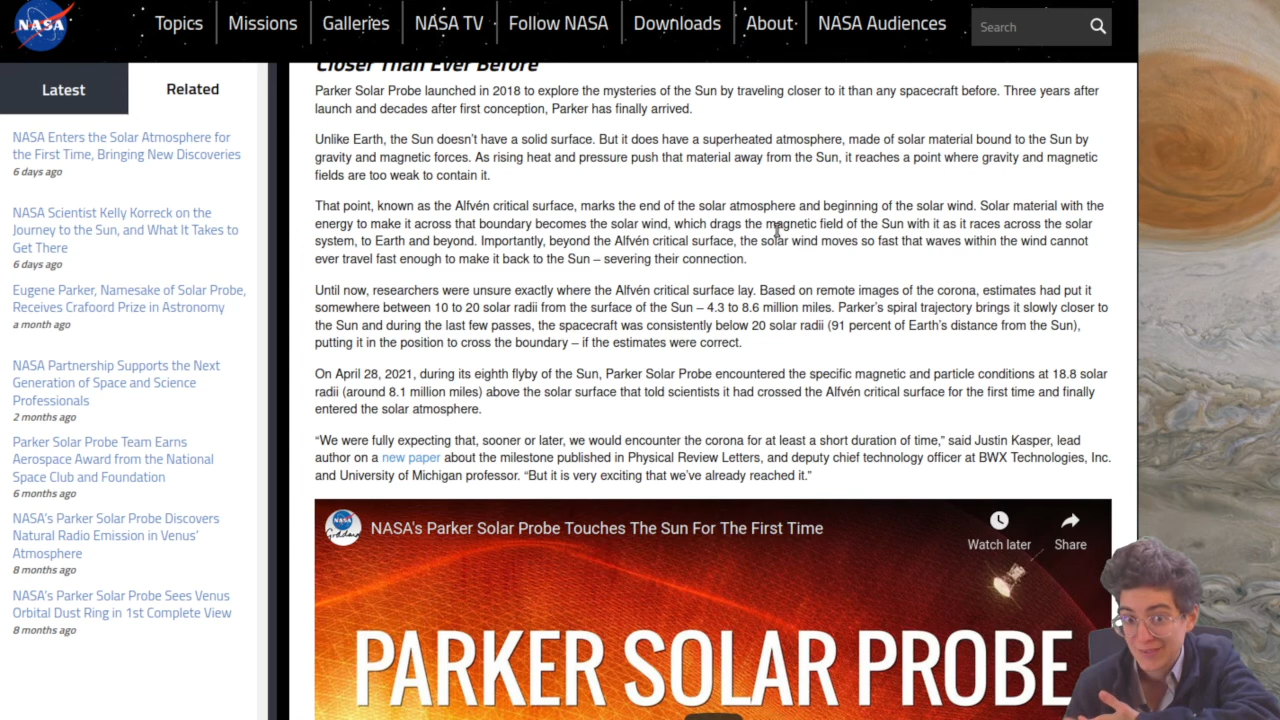 NASA
Topics
Missions
Galleries
NASA TV
Follow NASA
Downloads
About
NASA Audiences
Search
Latest
Related
NASA Enters the Solar Atmosphere for
the First Time, Bringing New Discoveries
6 days ago
NASA Scientist Kelly Korreck on the
Journey to the Sun, and What It Takes to
Get There
6 days ago
Eugene Parker, Namesake of Solar Probe,
Receives Crafoord Prize in Astronomy
a month ago
NASA Partnership Supports the Next
Generation of Space and Science
Professionals
2 months ago
Parker Solar Probe Team Earns
Aerospace Award from the National
Space Club and Foundation
6 months ago
NASA's Parker Solar Probe Discovers
Natural Radio Emission in Venus'
Atmosphere
8 months ago
NASA's Parker Solar Probe Sees Venus
Orbital Dust Ring in 1st Complete View
8 months ago
Closer Than Ever Before
Parker Solar Probe launched in 2018 to explore the mysteries of the Sun by traveling closer to it than any spacecraft before. Three years after
launch and decades after first conception, Parker has finally arrived.
Unlike Earth, the Sun doesn't have a solid surface. But it does have a superheated atmosphere, made of solar material bound to the Sun by
gravity and magnetic forces. As rising heat and pressure push that material away from the Sun, it reaches a point where gravity and magnetic
fields are too weak to contain it.
That point, known as the Alfvén critical surface, marks the end of the solar atmosphere and beginning of the solar wind. Solar material with the
energy to make it across that boundary becomes the solar wind, which drags the magnetic field of the Sun with it as it races across the solar
system, to Earth and beyond. Importantly, beyond the Alfvén critical surface, the solar wind moves so fast that waves within the wind cannot
ever travel fast enough to make it back to the Sun – severing their connection.
Until now, researchers were unsure exactly where the Alfvén critical surface lay. Based on remote images of the corona, estimates had put it
somewhere between 10 to 20 solar radii from the surface of the Sun – 4.3 to 8.6 million miles. Parker's spiral trajectory brings it slowly closer to
the Sun and during the last few passes, the spacecraft was consistently below 20 solar radii (91 percent of Earth's distance from the Sun),
putting it in the position to cross the boundary – if the estimates were correct.
On April 28, 2021, during its eighth flyby of the Sun, Parker Solar Probe encountered the specific magnetic and particle conditions at 18.8 solar
radii (around 8.1 million miles) above the solar surface that told scientists it had crossed the Alfvén critical surface for the first time and finally
entered the solar atmosphere.
“We were fully expecting that, sooner or later, we would encounter the corona for at least a short duration of time,” said Justin Kasper, lead
author on a new paper about the milestone published in Physical Review Letters, and deputy chief technology officer at BWX Technologies, Inc.
and University of Michigan professor. “But it is very exciting that we've already reached it.”
NASA
Goddard
NASA's Parker Solar Probe Touches The Sun For The First Time
Watch later
Share
PARKER SOLAR PROBE